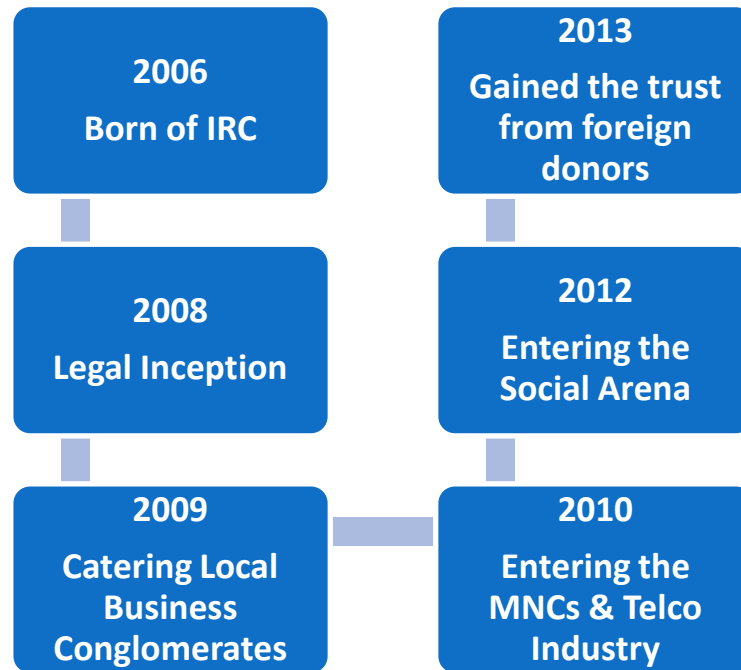 2006
Born of IRC
2008
Legal Inception
2009
Catering Local
Business
Conglomerates
2010
Entering the
MNCs & Telco
Industry
2012
Entering the
Social Arena
2013
Gained the trust
from foreign
donors